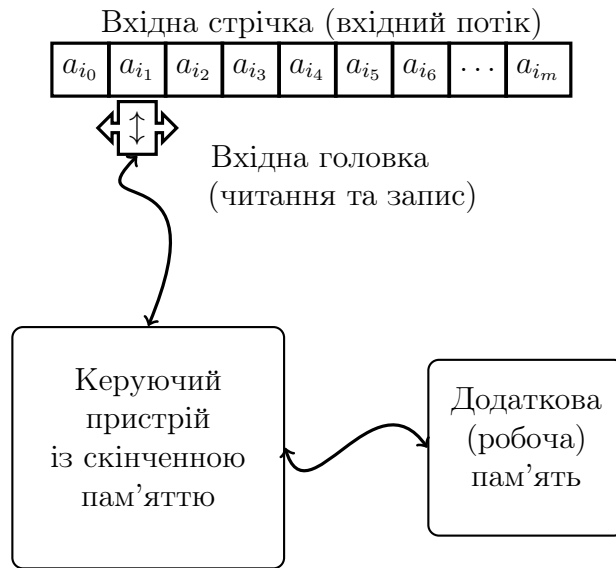 Вхідна стрічка (вхідний потік)
a_{i_0} a_{i_1} a_{i_2} a_{i_3} a_{i_4} a_{i_5} a_{i_6} ... a_{i_m}
Вхідна головка
(читання та запис)
Керуючий
пристрій
із скінченною
пам'яттю
Додаткова
(робоча)
пам'ять